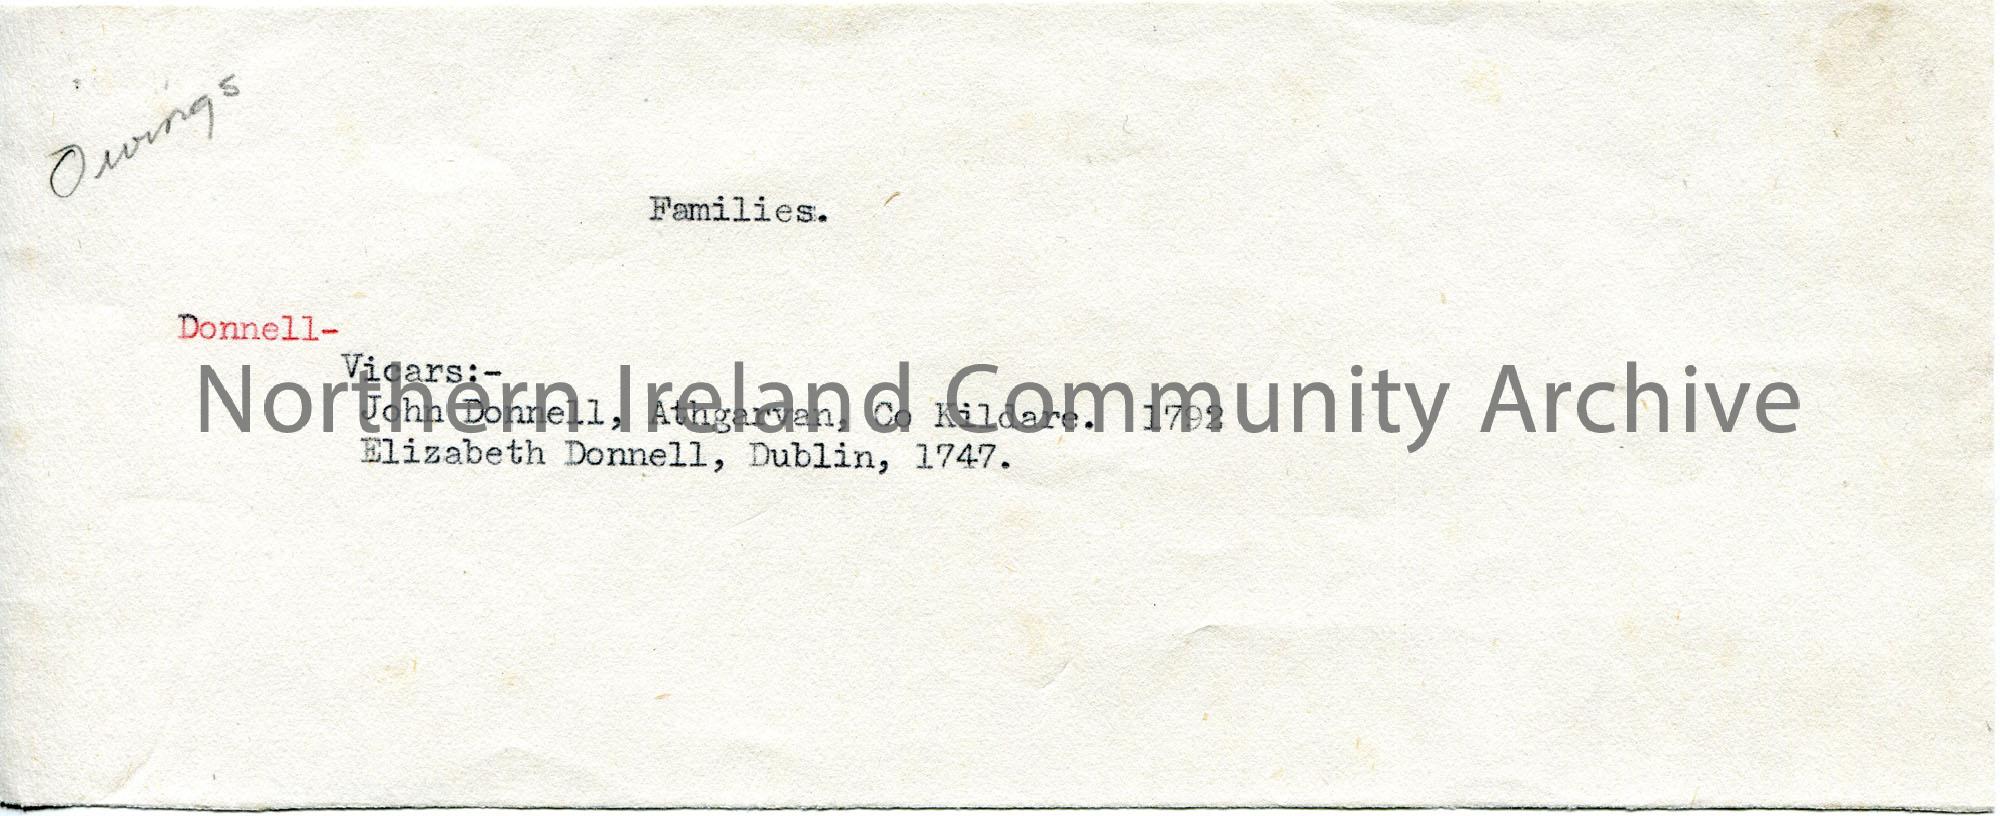 Owings
Families.
Donnell-
Vicars:-
John Donnell, Athgarvan, Co Kildare. 1792
Northern Ireland Community Archive
Elizabeth Donnell, Dublin, 1747.